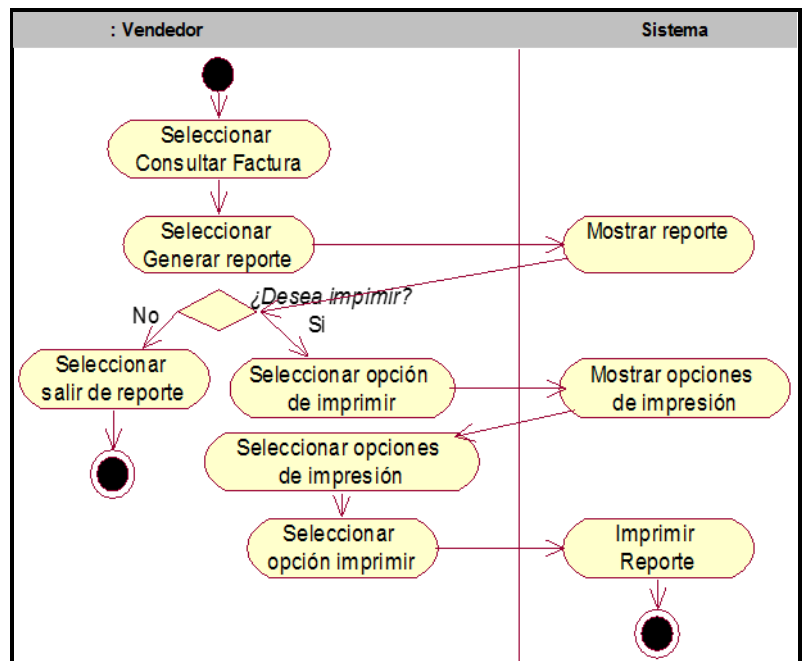 : Vendedor
Sistema
Seleccionar
Consultar Factura
Seleccionar
Generar reporte
Mostrar reporte
¿Desea impimir?
No
Si
Seleccionar
salir de reporte
Seleccionar opción
de imprimir
Mostrar opciones
de impresión
Seleccionar opciones
de impresión
Seleccionar
opción imprimir
Imprimir
Reporte